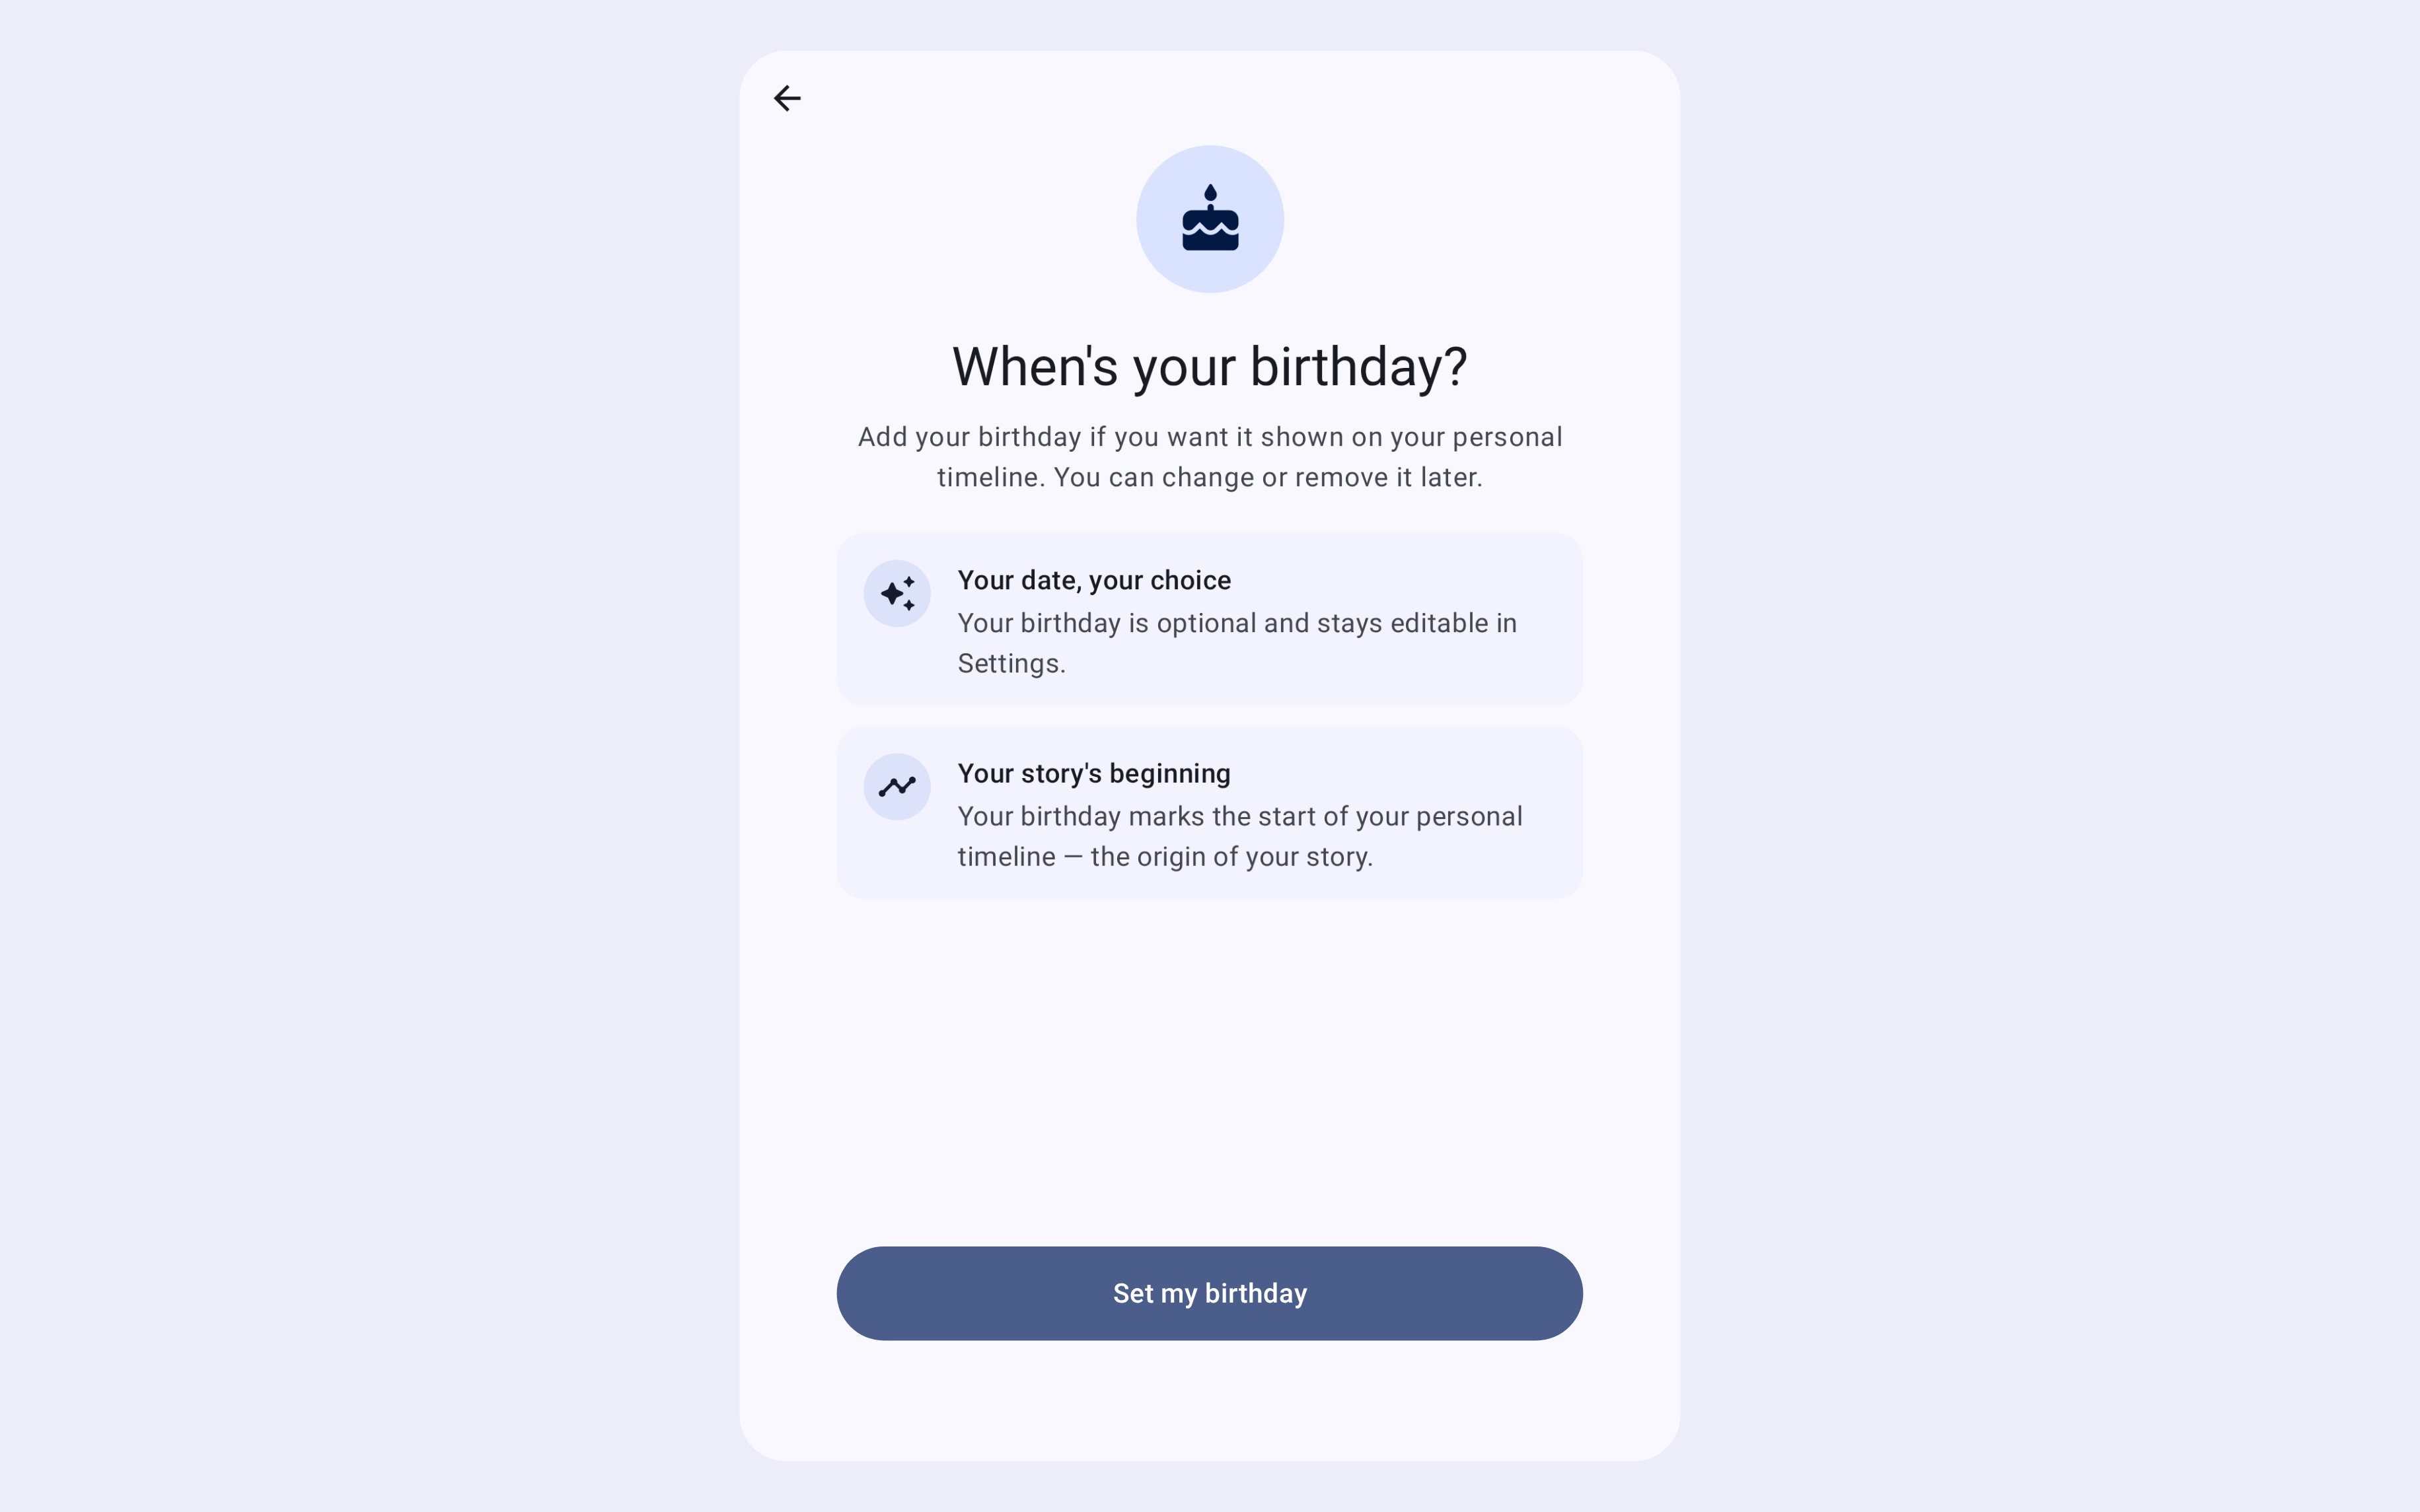 When's your birthday?
Add your birthday if you want it shown on your personal
timeline. You can change or remove it later.
Your date, your choice
Your birthday is optional and stays editable in
Settings.
Your story's beginning
Your birthday marks the start of your personal
timeline — the origin of your story.
Set my birthday